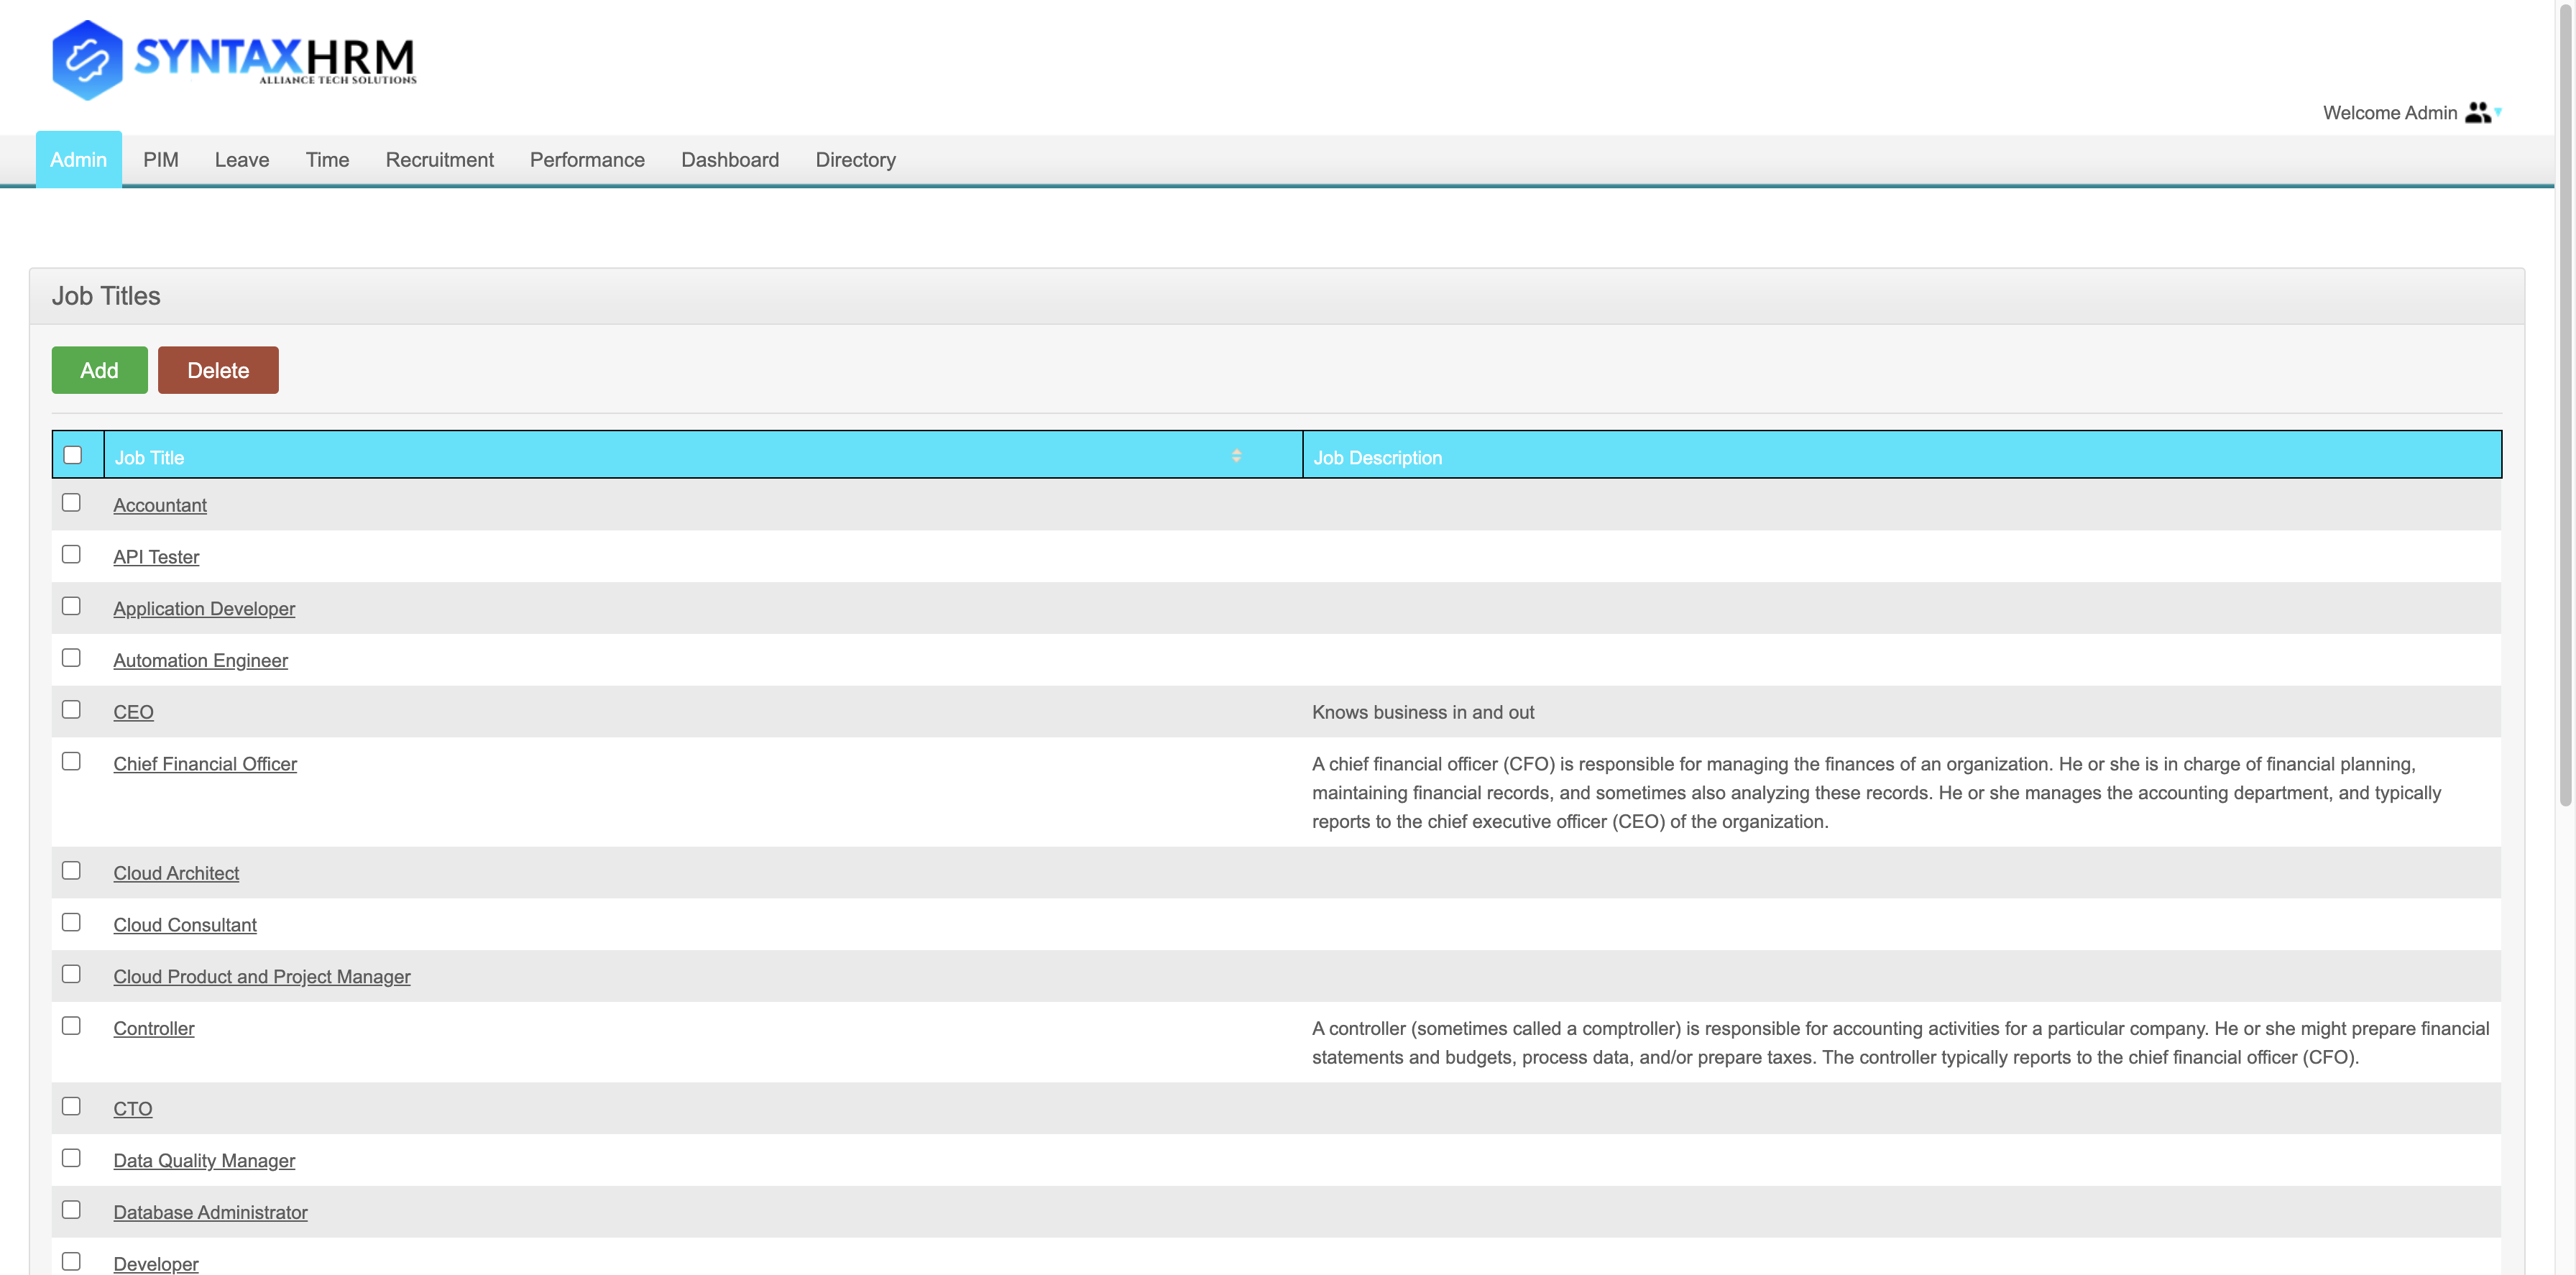 SYNTAXHRM
ALLIANCE TECH SOLUTIONS
Welcome Admin
Admin PIM Leave Time Recruitment Performance Dashboard Directory
Job Titles
Add Delete
Job Title Job Description
Accountant
API Tester
Application Developer
Automation Engineer
CEO Knows business in and out
Chief Financial Officer A chief financial officer (CFO) is responsible for managing the finances of an organization. He or she is in charge of financial planning,
maintaining financial records, and sometimes also analyzing these records. He or she manages the accounting department, and typically
reports to the chief executive officer (CEO) of the organization.
Cloud Architect
Cloud Consultant
Cloud Product and Project Manager
Controller A controller (sometimes called a comptroller) is responsible for accounting activities for a particular company. He or she might prepare financial
statements and budgets, process data, and/or prepare taxes. The controller typically reports to the chief financial officer (CFO).
CTO
Data Quality Manager
Database Administrator
Developer